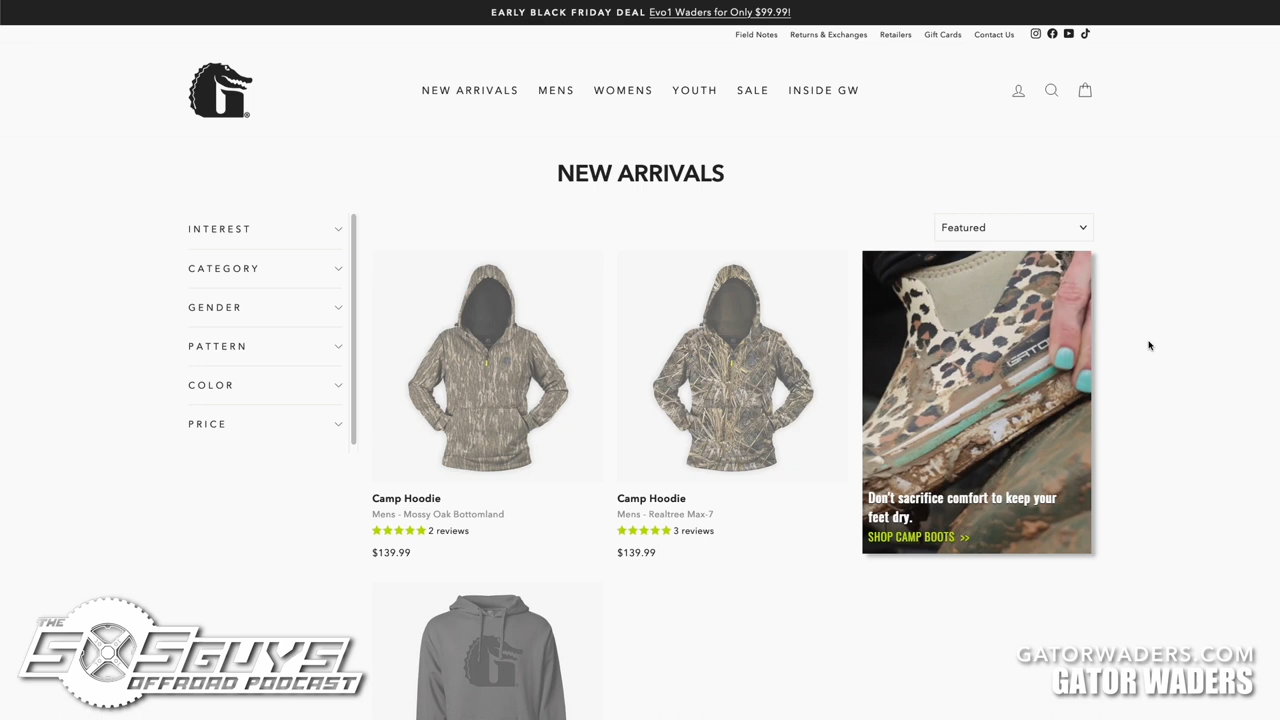 EARLY BLACK FRIDAY DEAL Evo1 Waders for Only $99.99!
Field Notes Returns & Exchanges Retailers Gift Cards Contact Us
NEW ARRIVALS MENS WOMENS YOUTH SALE INSIDE GW
NEW ARRIVALS
INTEREST
CATEGORY
GENDER
PATTERN
COLOR
PRICE
Featured
Camp Hoodie
Mens - Mossy Oak Bottomland
2 reviews
$139.99
Camp Hoodie
Mens - Realtree Max-7
3 reviews
$139.99
GATOR
Don't sacrifice comfort to keep your
feet dry.
SHOP CAMP BOOTS >>
THE
SXSGUYS
OFFROAD PODCAST
GATORWADERS.COM
GATOR WADERS